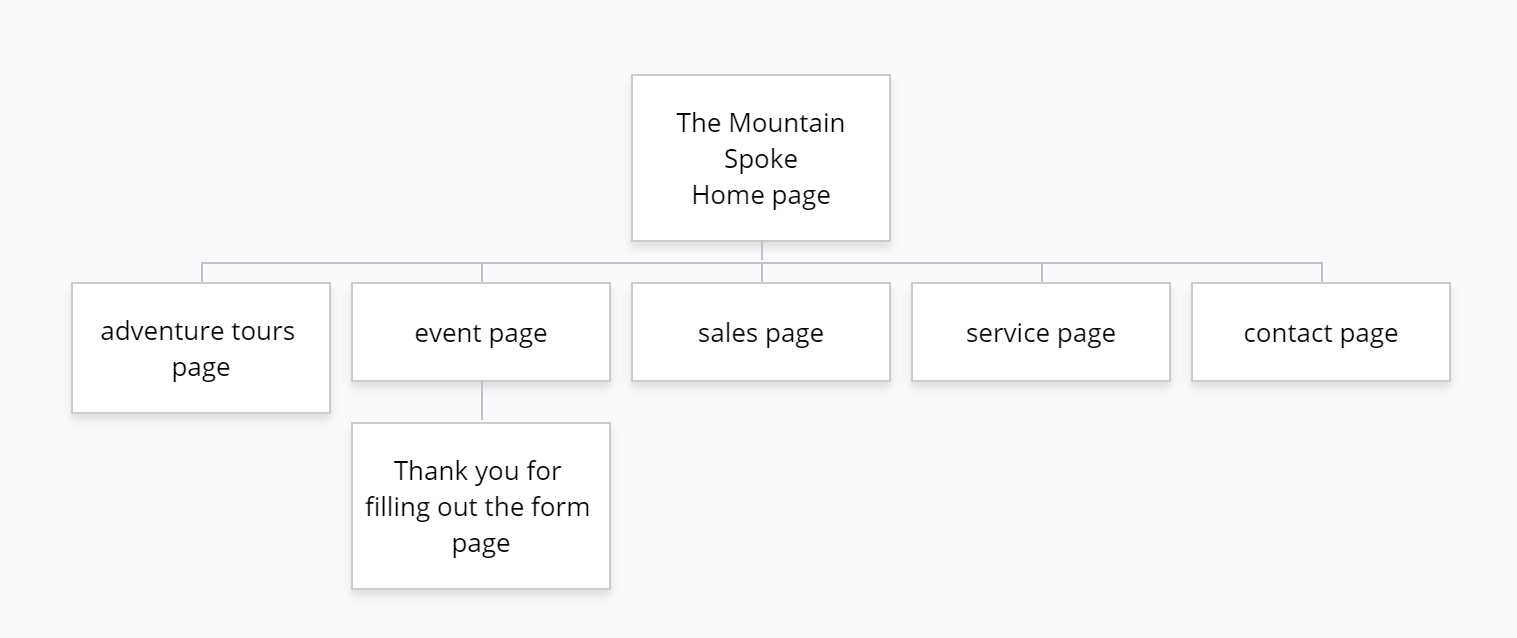 The Mountain
Spoke
Home page
adventure tours
page
event page
sales page
service page
contact page
Thank you for
filling out the form
page